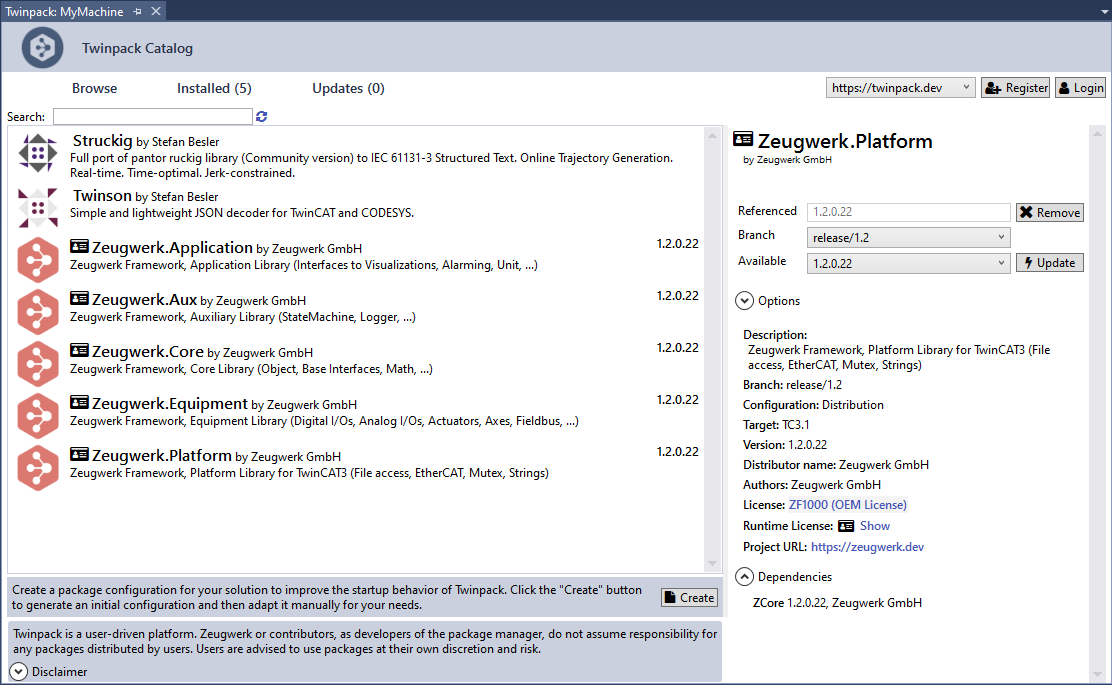 Twinpack: MyMachine
Twinpack Catalog
Browse Installed (5) Updates (0)
https://twinpack.dev Register Login
Search:
Struckig by Stefan Besler
Full port of pantor ruckig library (Community version) to IEC 61131-3 Structured Text. Online Trajectory Generation.
Real-time. Time-optimal. Jerk-constrained.
Twinson by Stefan Besler
Simple and lightweight JSON decoder for TwinCAT and CODESYS.
Zeugwerk.Application by Zeugwerk GmbH 1.2.0.22
Zeugwerk Framework, Application Library (Interfaces to Visualizations, Alarming, Unit, ...)
Zeugwerk.Aux by Zeugwerk GmbH 1.2.0.22
Zeugwerk Framework, Auxiliary Library (StateMachine, Logger, ...)
Zeugwerk.Core by Zeugwerk GmbH 1.2.0.22
Zeugwerk Framework, Core Library (Object, Base Interfaces, Math, ...)
Zeugwerk.Equipment by Zeugwerk GmbH 1.2.0.22
Zeugwerk Framework, Equipment Library (Digital I/Os, Analog I/Os, Actuators, Axes, Fieldbus, ...)
Zeugwerk.Platform by Zeugwerk GmbH 1.2.0.22
Zeugwerk Framework, Platform Library for TwinCAT3 (File access, EtherCAT, Mutex, Strings)
Create a package configuration for your solution to improve the startup behavior of Twinpack. Click the "Create" button
to generate an initial configuration and then adapt it manually for your needs.
Create
Twinpack is a user-driven platform. Zeugwerk or contributors, as developers of the package manager, do not assume responsibility for
any packages distributed by users. Users are advised to use packages at their own discretion and risk.
Disclaimer
Zeugwerk.Platform
by Zeugwerk GmbH
Referenced 1.2.0.22 Remove
Branch release/1.2
Available 1.2.0.22 Update
Options
Description:
Zeugwerk Framework, Platform Library for TwinCAT3 (File
access, EtherCAT, Mutex, Strings)
Branch: release/1.2
Configuration: Distribution
Target: TC3.1
Version: 1.2.0.22
Distributor name: Zeugwerk GmbH
Authors: Zeugwerk GmbH
License: ZF1000 (OEM License)
Runtime License: Show
Project URL: https://zeugwerk.dev
Dependencies
ZCore 1.2.0.22, Zeugwerk GmbH